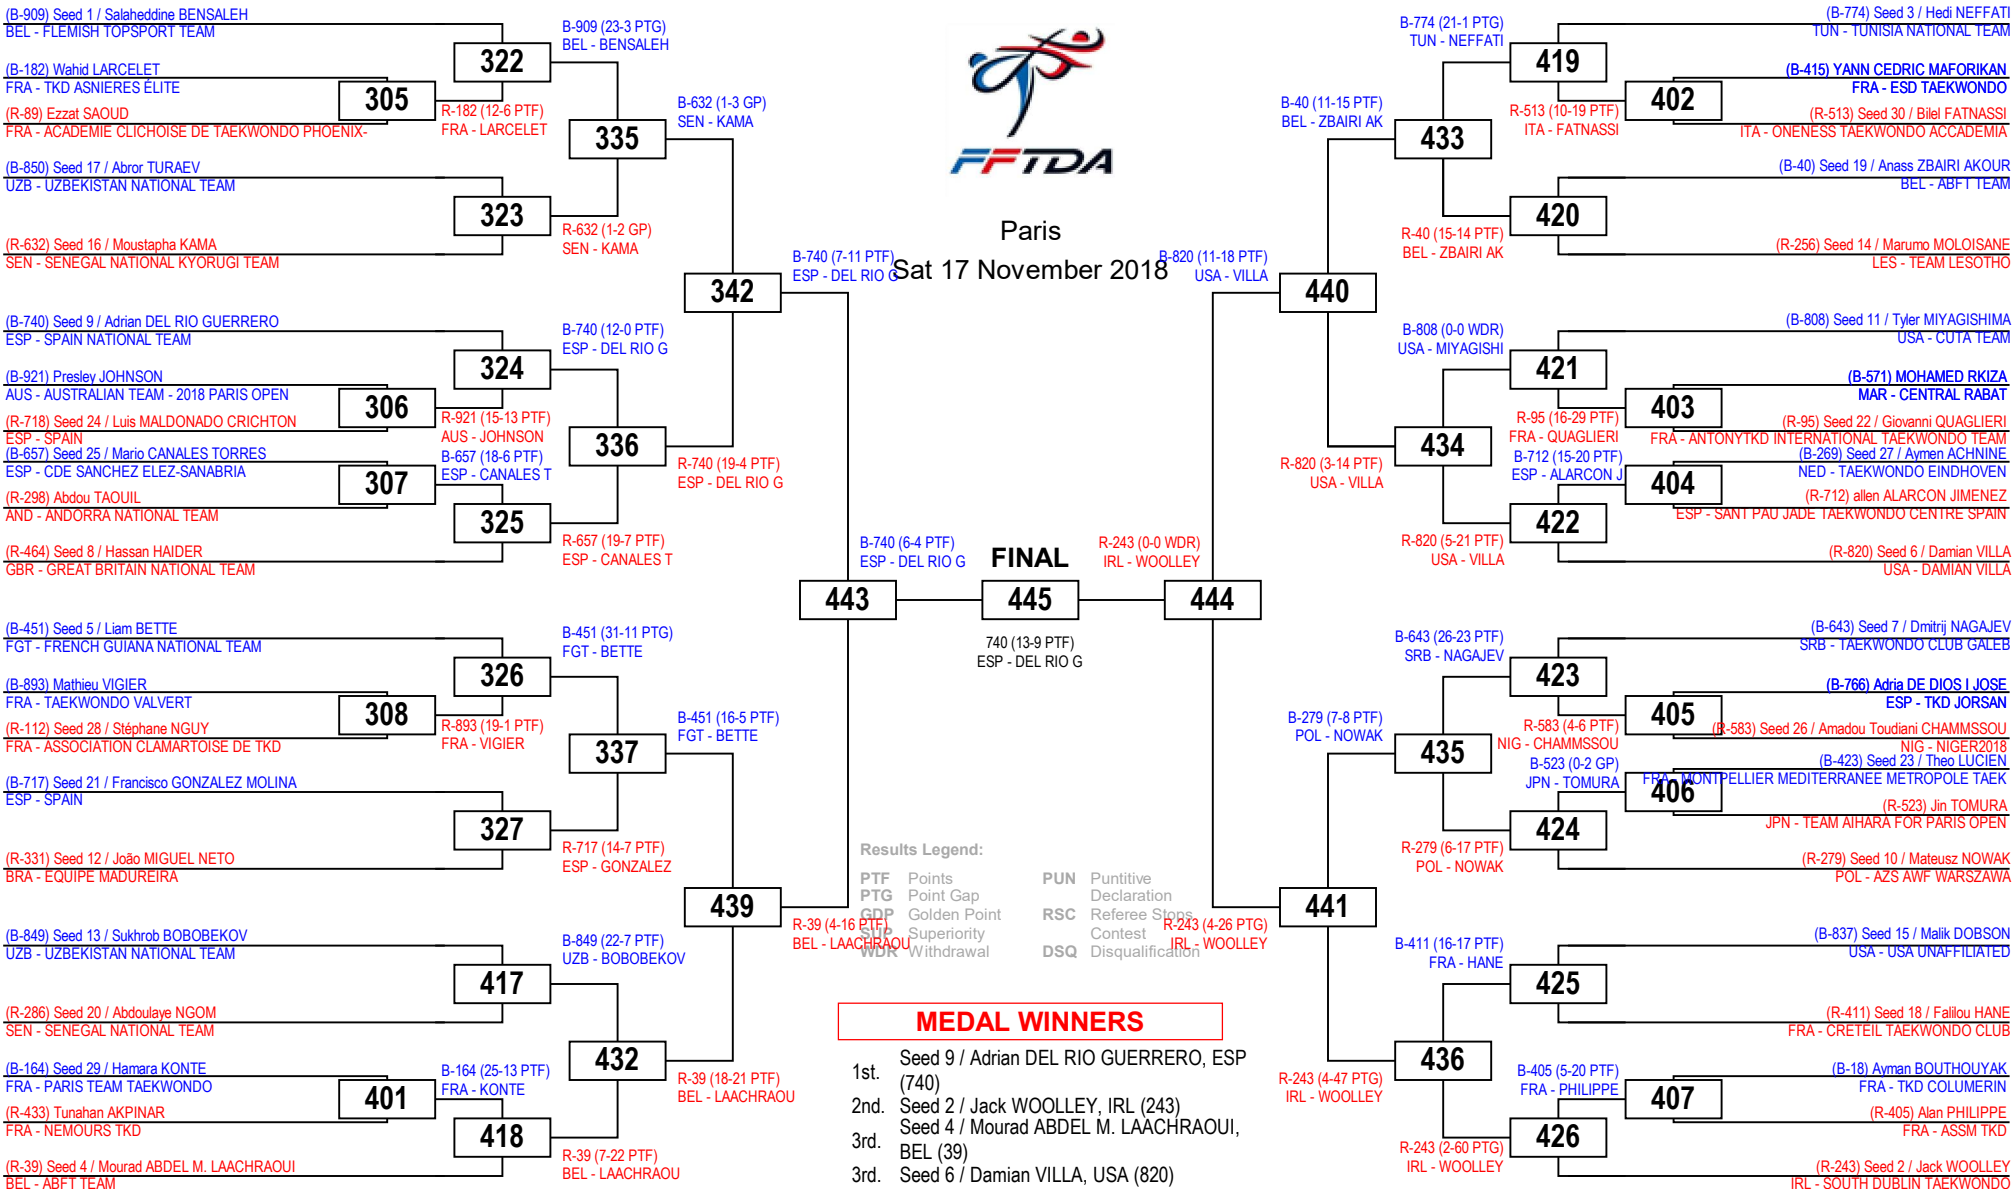 (B-909) Seed 1 / Salaheddine BENSALEH
BEL - FLEMISH TOPSPORT TEAM
(B-182) Wahid LARCELET
FRA - TKD ASNIERES ÉLITE
(R-89) Ezzat SAOUD
FRA - ACADEMIE CLICHOISE DE TAEKWONDO PHOENIX-
(B-850) Seed 17 / Abror TURAEV
UZB - UZBEKISTAN NATIONAL TEAM
(R-632) Seed 16 / Moustapha KAMA
SEN - SENEGAL NATIONAL KYORUGI TEAM
(B-740) Seed 9 / Adrian DEL RIO GUERRERO
ESP - SPAIN NATIONAL TEAM
(B-921) Presley JOHNSON
AUS - AUSTRALIAN TEAM - 2018 PARIS OPEN
(R-718) Seed 24 / Luis MALDONADO CRICHTON
ESP - SPAIN
(B-657) Seed 25 / Mario CANALES TORRES
ESP - CDE SANCHEZ ELEZ-SANABRIA
(R-298) Abdou TAOUIL
AND - ANDORRA NATIONAL TEAM
(R-464) Seed 8 / Hassan HAIDER
GBR - GREAT BRITAIN NATIONAL TEAM
(B-451) Seed 5 / Liam BETTE
FGT - FRENCH GUIANA NATIONAL TEAM
(B-893) Mathieu VIGIER
FRA - TAEKWONDO VALVERT
(R-112) Seed 28 / Stéphane NGUY
FRA - ASSOCIATION CLAMARTOISE DE TKD
(B-717) Seed 21 / Francisco GONZALEZ MOLINA
ESP - SPAIN
(R-331) Seed 12 / João MIGUEL NETO
BRA - EQUIPE MADUREIRA
(B-849) Seed 13 / Sukhrob BOBOBEKOV
UZB - UZBEKISTAN NATIONAL TEAM
(R-286) Seed 20 / Abdoulaye NGOM
SEN - SENEGAL NATIONAL TEAM
(B-164) Seed 29 / Hamara KONTE
FRA - PARIS TEAM TAEKWONDO
(R-433) Tunahan AKPINAR
FRA - NEMOURS TKD
(R-39) Seed 4 / Mourad ABDEL M. LAACHRAOUI
BEL - ABFT TEAM
305
306
307
308
401
R-182 (12-6 PTF)
FRA - LARCELET
R-921 (15-13 PTF)
AUS - JOHNSON
B-657 (18-6 PTF)
ESP - CANALES T
R-893 (19-1 PTF)
FRA - VIGIER
B-164 (25-13 PTF)
FRA - KONTE
322
323
324
325
326
327
417
418
B-909 (23-3 PTG)
BEL - BENSALEH
R-632 (1-2 GP)
SEN - KAMA
B-740 (12-0 PTF)
ESP - DEL RIO G
R-657 (19-7 PTF)
ESP - CANALES T
B-451 (31-11 PTG)
FGT - BETTE
R-717 (14-7 PTF)
ESP - GONZALEZ
B-849 (22-7 PTF)
UZB - BOBOBEKOV
R-39 (7-22 PTF)
BEL - LAACHRAOU
335
336
337
432
B-632 (1-3 GP)
SEN - KAMA
R-740 (19-4 PTF)
ESP - DEL RIO G
B-451 (16-5 PTF)
FGT - BETTE
R-39 (18-21 PTF)
BEL - LAACHRAOU
342
439
B-740 (7-11 PTF)
ESP - DEL RIO G
R-39 (4-16 PTF)
BEL - LAACHRAOU
443
B-740 (6-4 PTF)
ESP - DEL RIO G
FFTDA
Paris
Sat 17 November 2018
FINAL
445
740 (13-9 PTF)
ESP - DEL RIO G
R-243 (0-0 WDR)
IRL - WOOLLEY
444
B-820 (11-18 PTF)
USA - VILLA
R-243 (4-26 PTG)
IRL - WOOLLEY
440
441
B-40 (11-15 PTF)
BEL - ZBAIRI AK
R-820 (3-14 PTF)
USA - VILLA
B-279 (7-8 PTF)
POL - NOWAK
R-243 (4-47 PTG)
IRL - WOOLLEY
433
434
435
436
B-774 (21-1 PTG)
TUN - NEFFATI
R-40 (15-14 PTF)
BEL - ZBAIRI AK
B-808 (0-0 WDR)
USA - MIYAGISHI
R-820 (5-21 PTF)
USA - VILLA
B-643 (26-23 PTF)
SRB - NAGAJEV
R-279 (6-17 PTF)
POL - NOWAK
B-411 (16-17 PTF)
FRA - HANE
R-243 (2-60 PTG)
IRL - WOOLLEY
419
420
421
422
423
424
425
426
R-513 (10-19 PTF)
ITA - FATNASSI
R-95 (16-29 PTF)
FRA - QUAGLIERI
B-712 (15-20 PTF)
ESP - ALARCON J
R-583 (4-6 PTF)
NIG - CHAMMSSOU
B-523 (0-2 GP)
JPN - TOMURA
B-405 (5-20 PTF)
FRA - PHILIPPE
402
403
404
405
406
407
(B-774) Seed 3 / Hedi NEFFATI
TUN - TUNISIA NATIONAL TEAM
(B-415) YANN CEDRIC MAFORIKAN
FRA - ESD TAEKWONDO
(R-513) Seed 30 / Bilel FATNASSI
ITA - ONENESS TAEKWONDO ACCADEMIA
(B-40) Seed 19 / Anass ZBAIRI AKOUR
BEL - ABFT TEAM
(R-256) Seed 14 / Marumo MOLOISANE
LES - TEAM LESOTHO
(B-808) Seed 11 / Tyler MIYAGISHIMA
USA - CUTA TEAM
(B-571) MOHAMED RKIZA
MAR - CENTRAL RABAT
(R-95) Seed 22 / Giovanni QUAGLIERI
FRA - ANTONYTKD INTERNATIONAL TAEKWONDO TEAM
(B-269) Seed 27 / Aymen ACHNINE
NED - TAEKWONDO EINDHOVEN
(R-712) allen ALARCON JIMENEZ
ESP - SANT PAU JADE TAEKWONDO CENTRE SPAIN
(R-820) Seed 6 / Damian VILLA
USA - DAMIAN VILLA
(B-643) Seed 7 / Dmitrij NAGAJEV
SRB - TAEKWONDO CLUB GALEB
(B-766) Adria DE DIOS I JOSE
ESP - TKD JORSAN
(R-583) Seed 26 / Amadou Toudiani CHAMMSSOU
NIG - NIGER2018
(B-423) Seed 23 / Theo LUCIEN
FRA - MONTPELLIER MEDITERRANEE METROPOLE TAEK
(R-523) Jin TOMURA
JPN - TEAM AIHARA FOR PARIS OPEN
(R-279) Seed 10 / Mateusz NOWAK
POL - AZS AWF WARSZAWA
(B-837) Seed 15 / Malik DOBSON
USA - USA UNAFFILIATED
(R-411) Seed 18 / Falilou HANE
FRA - CRETEIL TAEKWONDO CLUB
(B-18) Ayman BOUTHOUYAK
FRA - TKD COLUMERIN
(R-405) Alan PHILIPPE
FRA - ASSM TKD
(R-243) Seed 2 / Jack WOOLLEY
IRL - SOUTH DUBLIN TAEKWONDO
Results Legend:
PTF Points
PTG Point Gap
GDP Golden Point
SUP Superiority
WDR Withdrawal
PUN Puntitive
Declaration
RSC Referee Stops
Contest
DSQ Disqualification
MEDAL WINNERS
1st. Seed 9 / Adrian DEL RIO GUERRERO, ESP
(740)
2nd. Seed 2 / Jack WOOLLEY, IRL (243)
3rd. Seed 4 / Mourad ABDEL M. LAACHRAOUI,
BEL (39)
3rd. Seed 6 / Damian VILLA, USA (820)